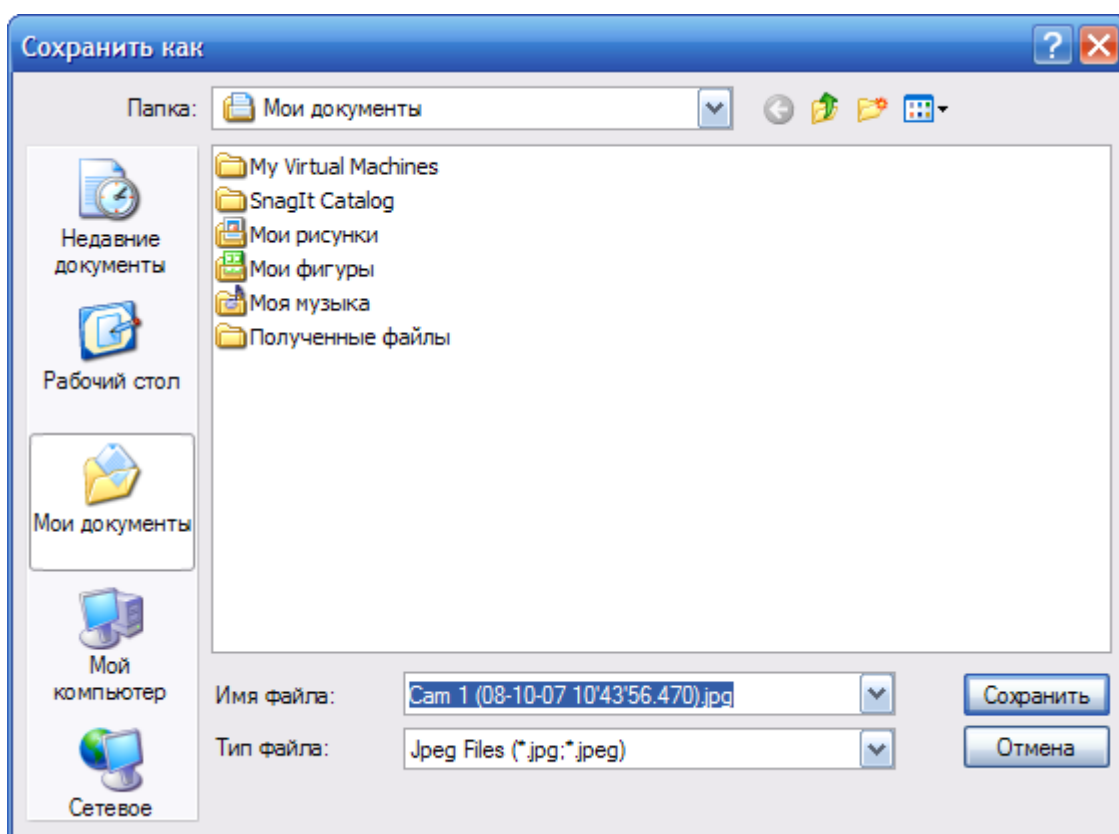 Сохранить как
Папка:
Мои документы
Недавние
документы
Рабочий стол
Мои документы
Мой
компьютер
Сетевое
My Virtual Machines
SnagIt Catalog
Мои рисунки
Мои фигуры
Моя музыка
Полученные файлы
Имя файла:
Cam 1 (08-10-07 10'43'56.470).jpg
Сохранить
Тип файла:
Jpeg Files (*.jpg;*.jpeg)
Отмена